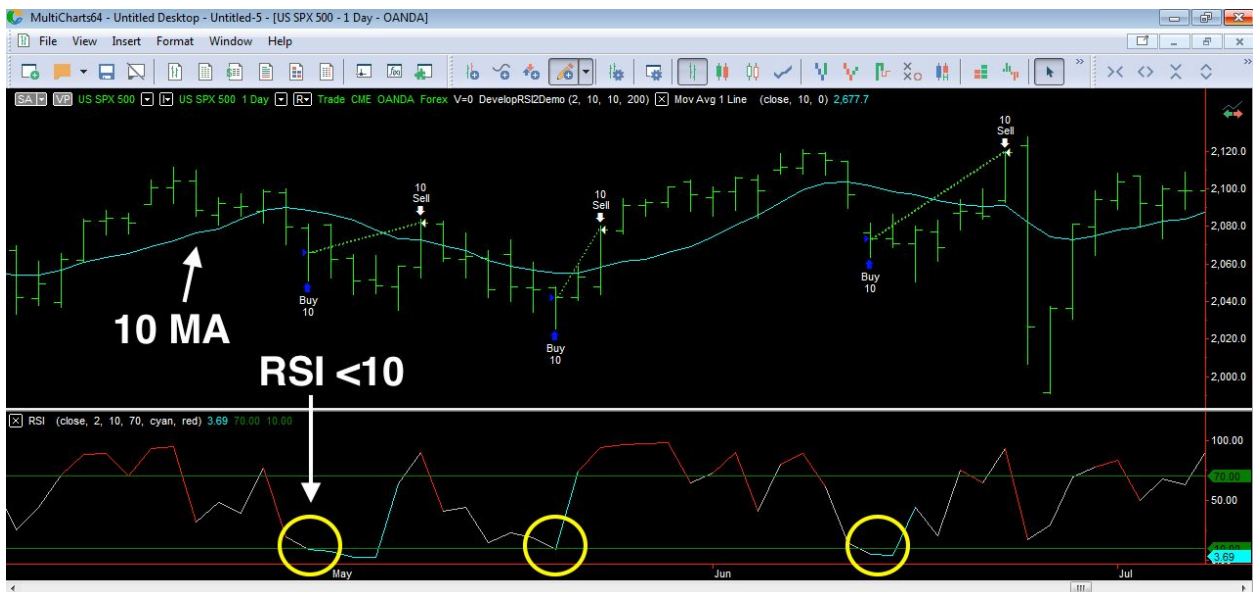 MultiCharts64 - Untitled Desktop - Untitled-5 - [US SPX 500 - 1 Day - OANDA]
File View Insert Format Window Help
SA VP US SPX 500 I US SPX 500 1 Day R Trade CME OANDA Forex V=0 DevelopRSI2Demo (2, 10, 10, 200) Mov Avg 1 Line (close, 10, 0) 2,677.7
10
Sell
2,120.0
10
Sell
10
Sell
2,100.0
2,080.0
2,060.0
Buy
10
Buy
10
2,040.0
10 MA
2,020.0
Buy
10
RSI <10
2,000.0
RSI (close, 2, 10, 70, cyan, red) 3.69 70.00 10.00
100.00
70.00
50.00
10.00
3.69
May
Jun
Jul